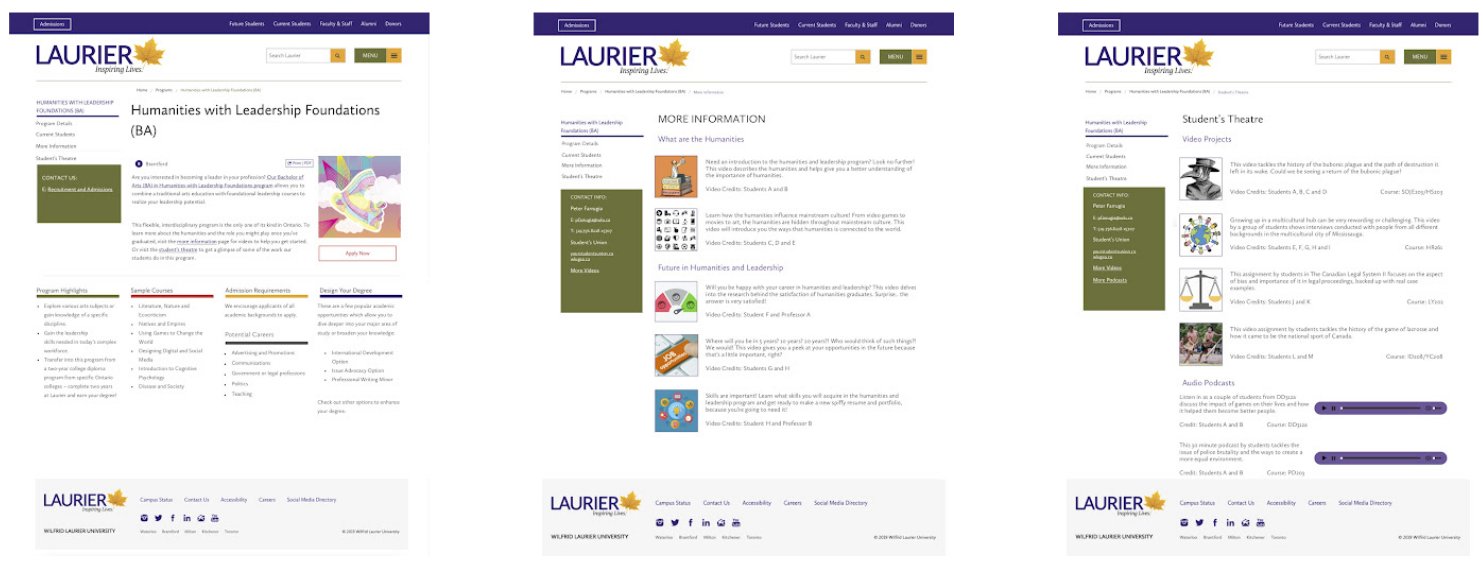 Admissions
Future Students Current Students Faculty & Staff Alumni Donors
LAURIER
Inspiring Lives.
Search Laurier
MENU
Home / Programs / Humanities with Leadership Foundations (BA)
HUMANITIES WITH LEADERSHIP
FOUNDATIONS (BA)
Program Details
Current Students
More Information
Student's Theatre
CONTACT US:
E: Recruitment and Admissions
Humanities with Leadership Foundations
(BA)
Brantford
Print | PDF
Are you interested in becoming a leader in your profession? Our Bachelor of
Arts (BA) in Humanities with Leadership Foundations program allows you to
combine a traditional arts education with foundational leadership courses to
realize your leadership potential.
This flexible, interdisciplinary program is the only one of its kind in Ontario. To
learn more about the humanities and the role you might play once you've
graduated, visit the more information page for videos to help you get started.
Or visit the student's theatre to get a glimpse of some of the work our
students do in this program.
Apply Now
Program Highlights
Explore various arts subjects or
gain knowledge of a specific
discipline.
Gain the leadership
skills needed in today's complex
workforce.
Transfer into this program from
a two-year college diploma
program from specific Ontario
colleges – complete two years
at Laurier and earn your degree!
Sample Courses
Literature, Nature and
Ecocriticism
Nations and Empires
Using Games to Change the
World
Designing Digital and Social
Media
Introduction to Cognitive
Psychology
Disease and Society
Admission Requirements
We encourage applicants of all
academic backgrounds to apply.
Potential Careers
Advertising and Promotions
Communications
Government or legal professions
Politics
Teaching
Design Your Degree
These are a few popular academic
opportunities which allow you to
dive deeper into your major area of
study or broaden your knowledge:
International Development
Option
Issue Advocacy Option
Professional Writing Minor
Check out other options to enhance
your degree.
LAURIER
Inspiring Lives.
Campus Status Contact Us Accessibility Careers Social Media Directory
WILFRID LAURIER UNIVERSITY
Waterloo Brantford Milton Kitchener Toronto
© 2019 Wilfrid Laurier University
Admissions
Future Students Current Students Faculty & Staff Alumni Donors
LAURIER
Inspiring Lives.
Search Laurier
MENU
Home / Programs / Humanities with Leadership Foundations (BA) / More Information
Humanities with Leadership
Foundations (BA)
Program Details
Current Students
More Information
Student's Theatre
CONTACT INFO:
Peter Farrugia
Student's Union
More Videos
MORE INFORMATION
What are the Humanities
Need an introduction to the humanities and leadership program? Look no further!
This video describes the humanities and helps give you a better understanding of
the importance of humanities.
Video Credits: Students A and B
Learn how the humanities influence mainstream culture! From video games to
movies to art, the humanities are hidden throughout mainstream culture. This
video will introduce you the ways that humanities is connected to the world.
Video Credits: Students C, D and E
Future in Humanities and Leadership
Will you be happy with your career in humanities and leadership? This video delves
into the research behind the satisfaction of humanities graduates. Surprise.. the
answer is very satisfied!
Video Credits: Student F and Professor A
Where will you be in 5 years? 10 years? 20 years?! Who would think of such things!!
We would! This video gives you a peek at your opportunities in the future because
that's a little important, right?
Video Credits: Students G and H
JOB
Skills are important! Learn what skills you will acquire in the humanities and
leadership program and get ready to make a new spiffy resume and portfolio,
because you're going to need it!
Video Credits: Student H and Professor B
LAURIER
Inspiring Lives.
Campus Status Contact Us Accessibility Careers Social Media Directory
WILFRID LAURIER UNIVERSITY
Waterloo Brantford Milton Kitchener Toronto
© 2019 Wilfrid Laurier University
Admissions
Future Students Current Students Faculty & Staff Alumni Donors
LAURIER
Inspiring Lives.
Search Laurier
MENU
Home / Programs / Humanities with Leadership Foundations (BA) / Student's Theatre
Humanities with Leadership
Foundations (BA)
Program Details
Current Students
More Information
Student's Theatre
CONTACT INFO:
Peter Farrugia
Student's Union
More Videos
More Podcasts
Student's Theatre
Video Projects
This video tackles the history of the bubonic plague and the path of destruction it
left in its wake. Could we be seeing a return of the bubonic plague?
Video Credits: Students A, B, C and D Course:
Growing up in a multicultural hub can be very rewarding or challenging. This video
by a group of students shows interviews conducted with people from all different
backgrounds in the multicultural city of Mississauga.
Video Credits: Students E, F, G, H and I Course: HR260
This assignment by students in The Canadian Legal System II focuses on the aspect
of bias and importance of it in legal proceedings, backed up with real case
examples.
Video Credits: Students J and K Course: LY202
This video assignment by students tackles the history of the game of lacrosse and
how it came to be the national sport of Canada.
Video Credits: Students L and M Course: ID108/YC208
Audio Podcasts
Listen in as a couple of students from DD3222
discuss the impact of games on their lives and how
it helped them become better people.
Credit: Students A and B Course: DD3222
This 30 minute podcast by students tackles the
issue of police brutality and the ways to create a
more equal environment.
Credit: Students A and B Course: PD203
LAURIER
Inspiring Lives.
Campus Status Contact Us Accessibility Careers Social Media Directory
WILFRID LAURIER UNIVERSITY
Waterloo Brantford Milton Kitchener Toronto
© 2019 Wilfrid Laurier University